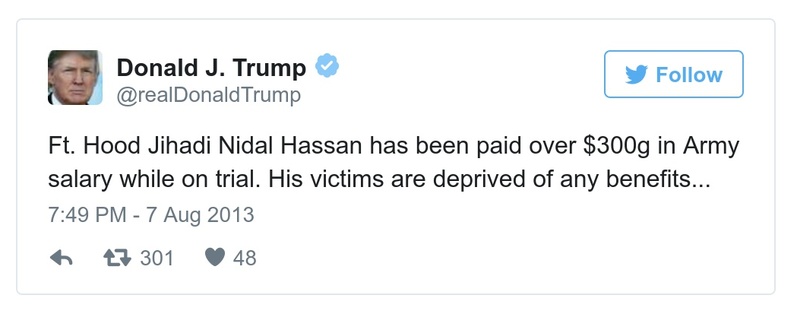 Donald J. Trump
@realDonaldTrump
Follow
Ft. Hood Jihadi Nidal Hassan has been paid over $300g in Army
salary while on trial. His victims are deprived of any benefits...
7:49 PM - 7 Aug 2013
301 48